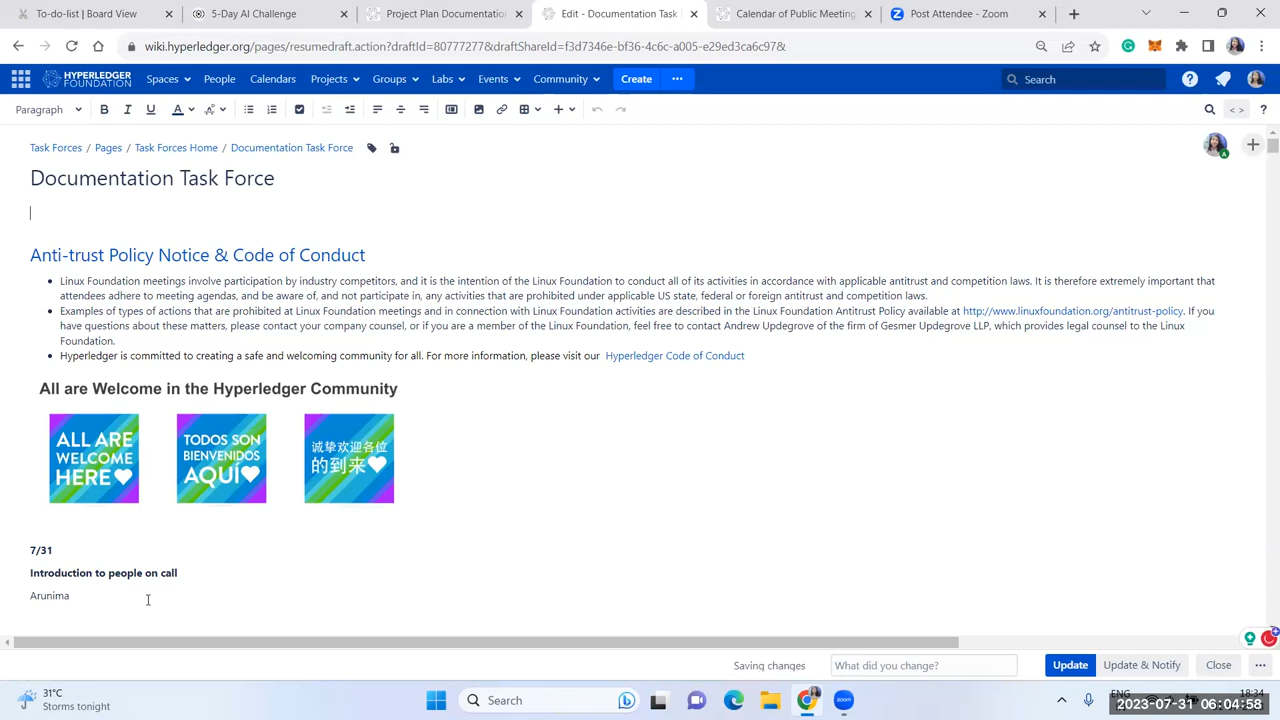 To-do-list | Board View
5-Day AI Challenge
Project Plan Documentation
Edit - Documentation Task
Calendar of Public Meeting
Post Attendee - Zoom
wiki.hyperledger.org/pages/resumedraft.action?draftId=80777277&draftShareId=f3d7346e-bf36-4c6c-a005-e29ed3ca6c97&
HYPERLEDGER
FOUNDATION
Spaces
People
Calendars
Projects
Groups
Labs
Events
Community
Create
Search
Paragraph
Task Forces / Pages / Task Forces Home / Documentation Task Force
Documentation Task Force
Anti-trust Policy Notice & Code of Conduct
Linux Foundation meetings involve participation by industry competitors, and it is the intention of the Linux Foundation to conduct all of its activities in accordance with applicable antitrust and competition laws. It is therefore extremely important that
attendees adhere to meeting agendas, and be aware of, and not participate in, any activities that are prohibited under applicable US state, federal or foreign antitrust and competition laws.
Examples of types of actions that are prohibited at Linux Foundation meetings and in connection with Linux Foundation activities are described in the Linux Foundation Antitrust Policy available at http://www.linuxfoundation.org/antitrust-policy. If you
have questions about these matters, please contact your company counsel, or if you are a member of the Linux Foundation, feel free to contact Andrew Updegrove of the firm of Gesmer Updegrove LLP, which provides legal counsel to the Linux
Foundation.
Hyperledger is committed to creating a safe and welcoming community for all. For more information, please visit our Hyperledger Code of Conduct
All are Welcome in the Hyperledger Community
ALL ARE
WELCOME
HERE
TODOS SON
BIENVENIDOS
AQUÍ
诚挚欢迎各位
的到来
7/31
Introduction to people on call
Arunima
Saving changes
What did you change?
Update
Update & Notify
Close
31°C
Storms tonight
Search
ENG
18:34
2023-07-31 06:04:58